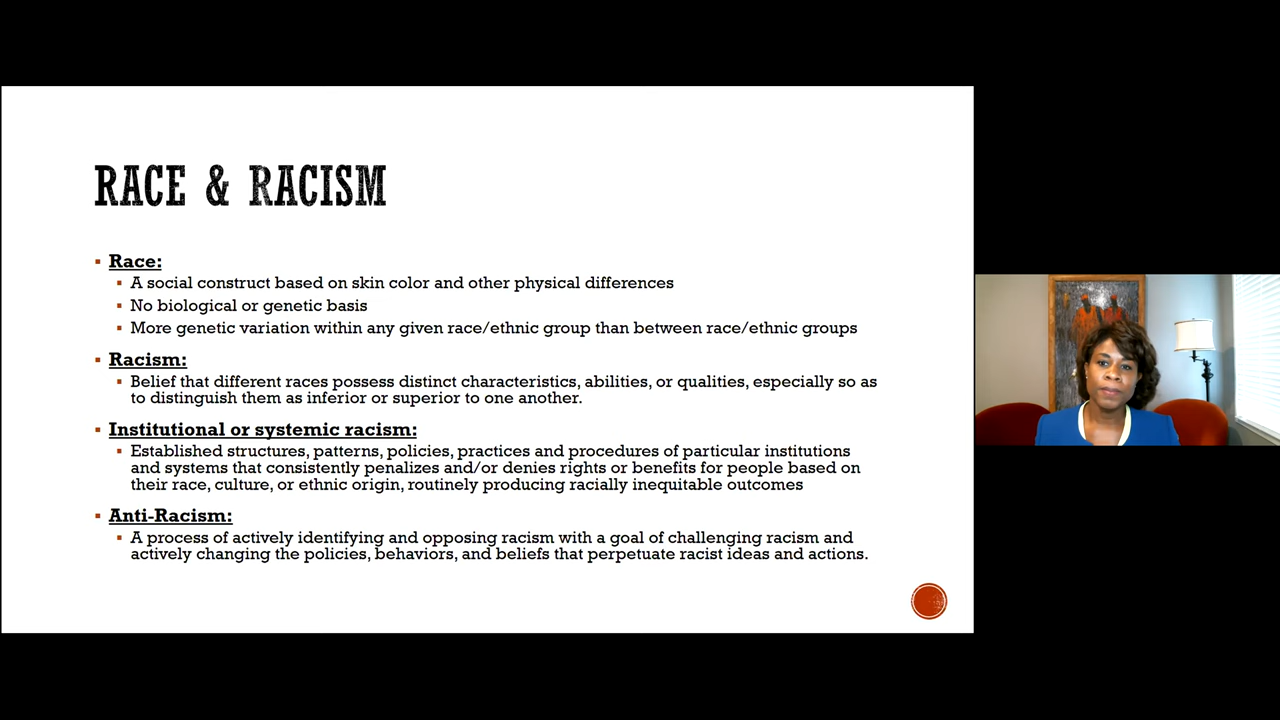 RACE & RACISM
Race:
A social construct based on skin color and other physical differences
No biological or genetic basis
More genetic variation within any given race/ethnic group than between race/ethnic groups
Racism:
Belief that different races possess distinct characteristics, abilities, or qualities, especially so as
to distinguish them as inferior or superior to one another.
Institutional or systemic racism:
Established structures, patterns, policies, practices and procedures of particular institutions
and systems that consistently penalizes and/or denies rights or benefits for people based on
their race, culture, or ethnic origin, routinely producing racially inequitable outcomes
Anti-Racism:
A process of actively identifying and opposing racism with a goal of challenging racism and
actively changing the policies, behaviors, and beliefs that perpetuate racist ideas and actions.